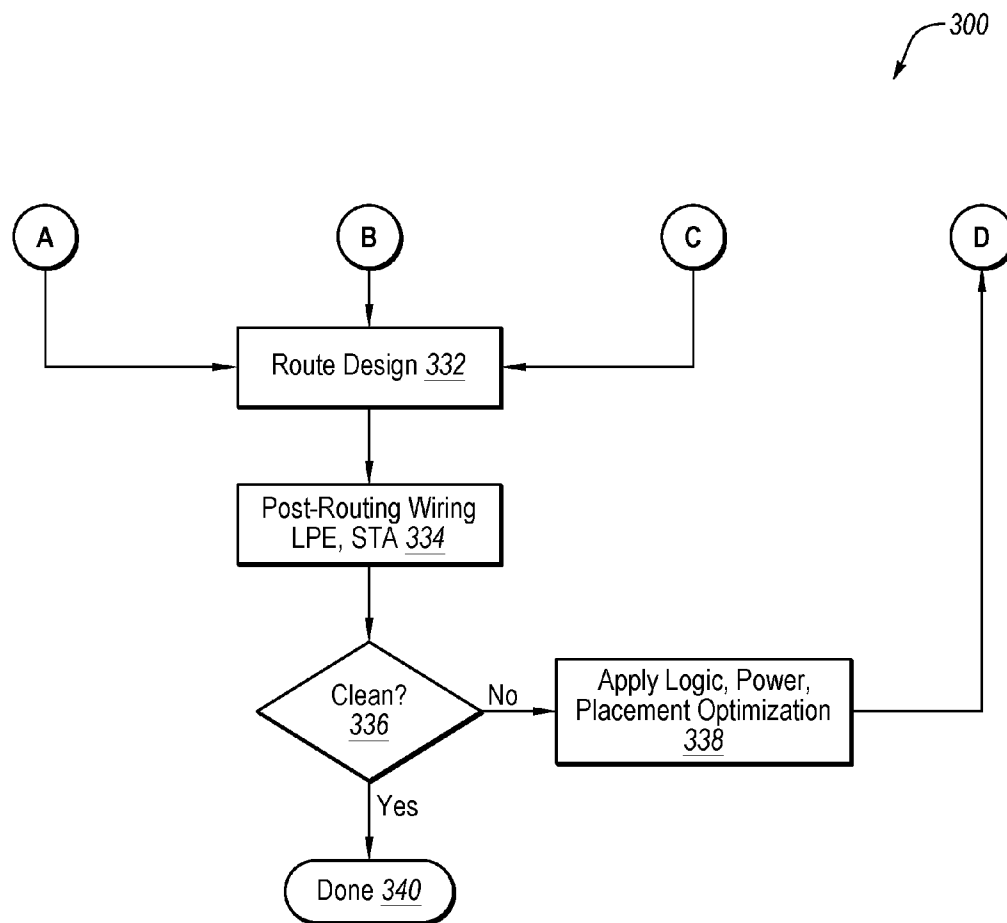 300
A
B
C
D
Route Design 332
Post-Routing Wiring
LPE, STA 334
Clean?
336
No
Apply Logic, Power,
Placement Optimization
338
Yes
Done 340